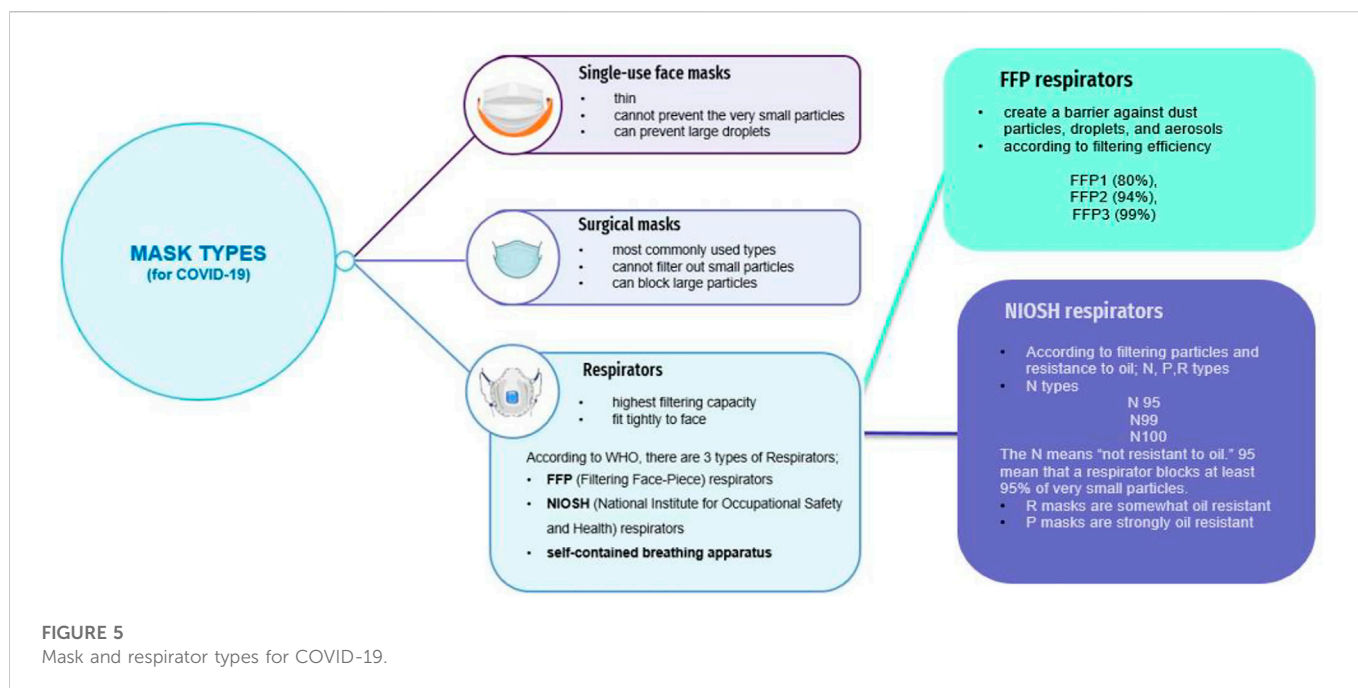 MASK TYPES
(for COVID-19)
Single-use face masks
• thin
• cannot prevent the very small particles
• can prevent large droplets
Surgical masks
• most commonly used types
• cannot filter out small particles
• can block large particles
Respirators
• highest filtering capacity
• fit tightly to face
According to WHO, there are 3 types of Respirators;
• FFP (Filtering Face-Piece) respirators
• NIOSH (National Institute for Occupational Safety
and Health) respirators
• self-contained breathing apparatus
FFP respirators
• create a barrier against dust
particles, droplets, and aerosols
• according to filtering efficiency
FFP1 (80%),
FFP2 (94%),
FFP3 (99%)
NIOSH respirators
• According to filtering particles and
resistance to oil; N, P,R types
• N types
N 95
N99
N100
The N means “not resistant to oil.” 95
mean that a respirator blocks at least
95% of very small particles.
• R masks are somewhat oil resistant
• P masks are strongly oil resistant
FIGURE 5
Mask and respirator types for COVID-19.